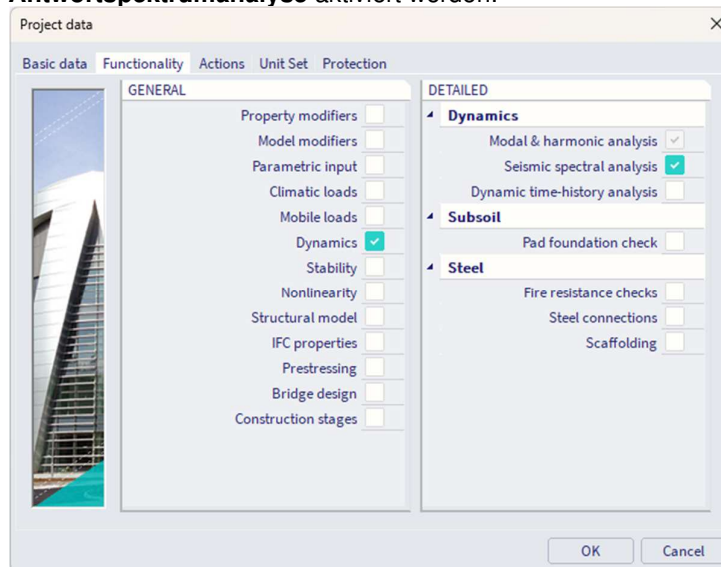 Antwortspektrumanalyse aktiviert werden.
Project data
Basic data Functionality Actions Unit Set Protection
GENERAL
Property modifiers
Model modifiers
Parametric input
Climatic loads
Mobile loads
Dynamics
Stability
Nonlinearity
Structural model
IFC properties
Prestressing
Bridge design
Construction stages
DETAILED
Dynamics
Modal & harmonic analysis
Seismic spectral analysis
Dynamic time-history analysis
Subsoil
Pad foundation check
Steel
Fire resistance checks
Steel connections
Scaffolding
OK Cancel